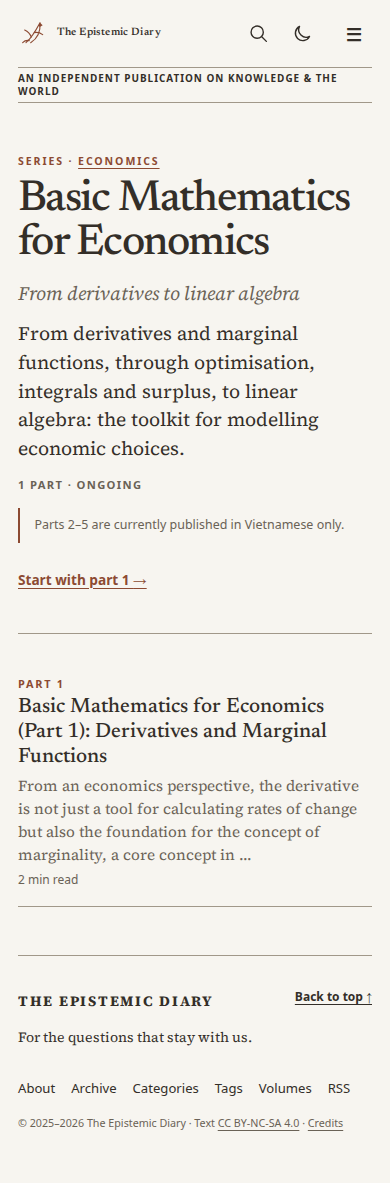 The Epistemic Diary
AN INDEPENDENT PUBLICATION ON KNOWLEDGE & THE
WORLD
SERIES · ECONOMICS
Basic Mathematics
for Economics
From derivatives to linear algebra
From derivatives and marginal
functions, through optimisation,
integrals and surplus, to linear
algebra: the toolkit for modelling
economic choices.
1 PART · ONGOING
Parts 2–5 are currently published in Vietnamese only.
Start with part 1 →
PART 1
Basic Mathematics for Economics
(Part 1): Derivatives and Marginal
Functions
From an economics perspective, the derivative
is not just a tool for calculating rates of change
but also the foundation for the concept of
marginality, a core concept in ...
2 min read
THE EPISTEMIC DIARY
Back to top ↑
For the questions that stay with us.
About Archive Categories Tags Volumes RSS
© 2025–2026 The Epistemic Diary · Text CC BY-NC-SA 4.0 · Credits